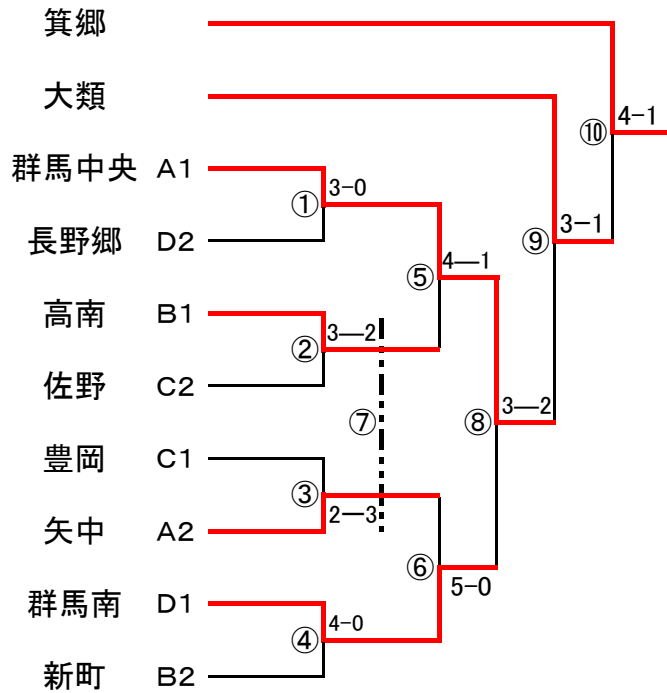 箕郷
大類
4-1
⑩
群馬中央 A1
3-0
①
3-1
⑨
長野郷 D2
4―1
⑤
高南 B1
3―2
②
佐野 C2
3―2
⑦
⑧
豊岡 C1
③
2―3
矢中 A2
⑥
5-0
群馬南 D1
4-0
④
新町 B2